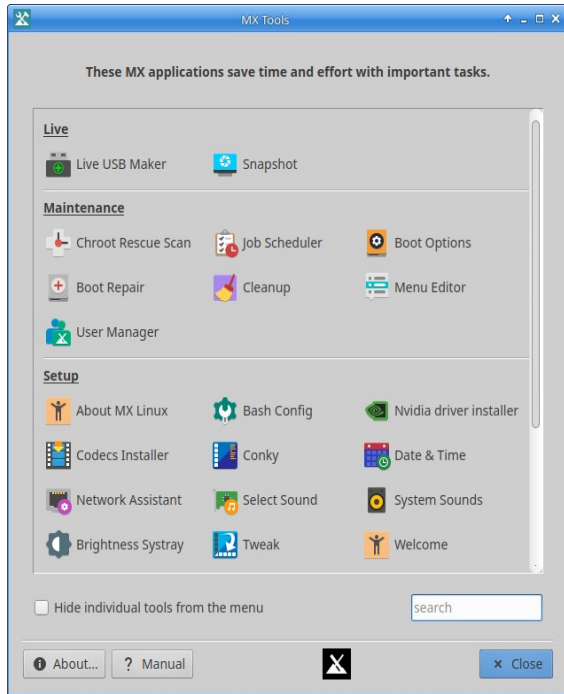 MX Tools
These MX applications save time and effort with important tasks.
Live
Live USB Maker Snapshot
Maintenance
Chroot Rescue Scan Job Scheduler Boot Options
Boot Repair Cleanup Menu Editor
User Manager
Setup
About MX Linux Bash Config Nvidia driver installer
Codecs Installer Conky Date & Time
Network Assistant Select Sound System Sounds
Brightness Systray Tweak Welcome
Hide individual tools from the menu search
About... ? Manual Close